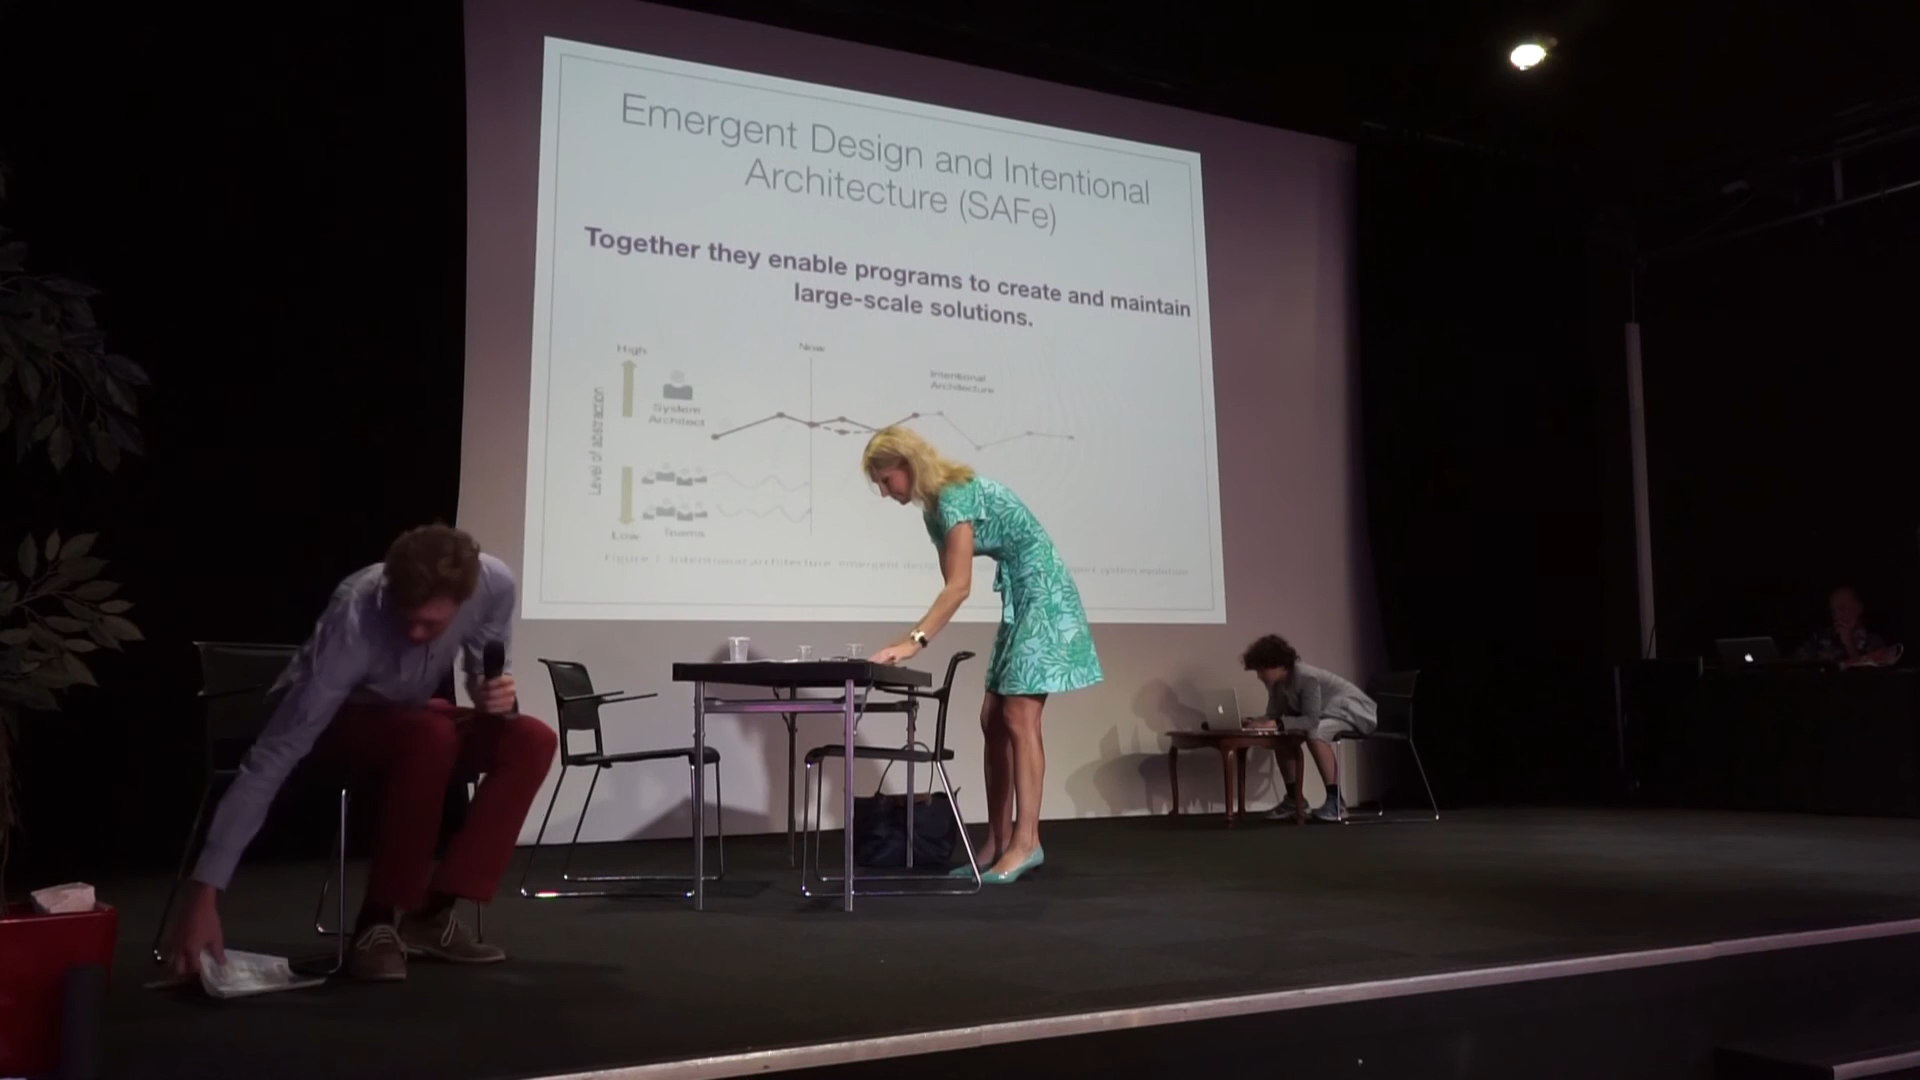 Emergent Design and Intentional
Architecture (SAFe)
Together they enable programs to create and maintain
large-scale solutions.
High
Now
Intentional
Architecture
System
Architect
Level of abstraction
Low
Teams